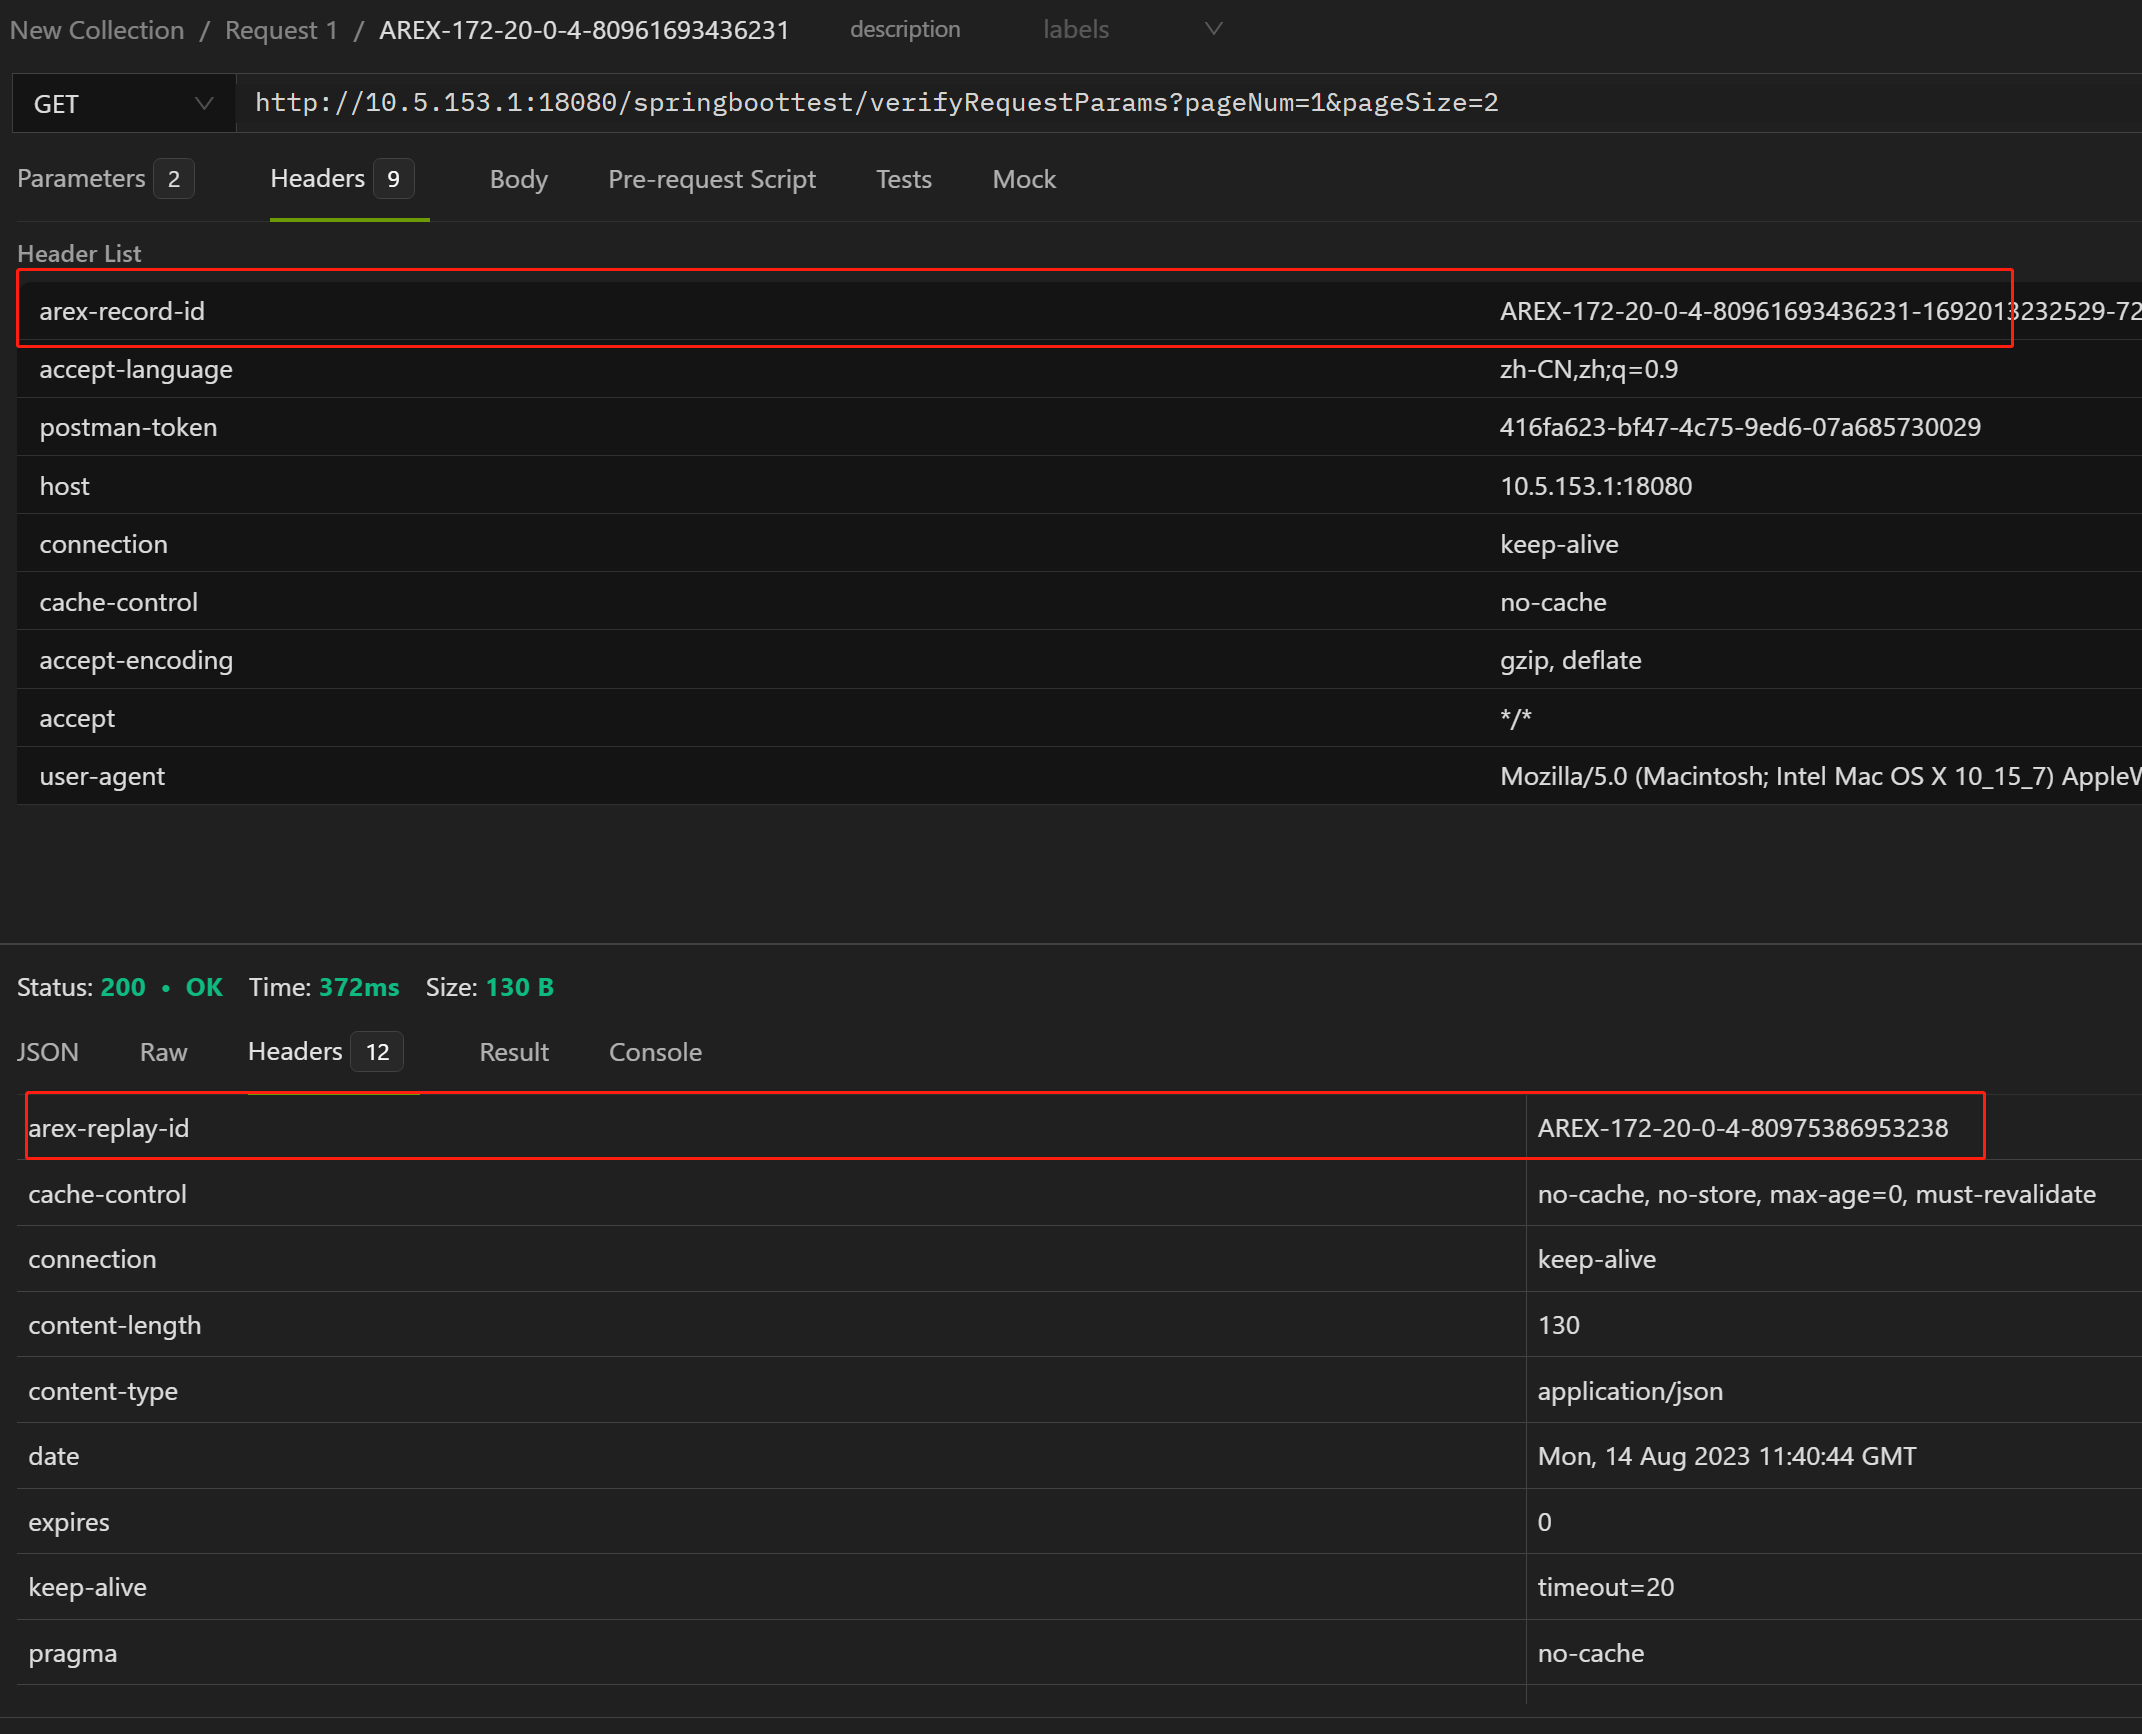 New Collection / Request 1 / AREX-172-20-0-4-80961693436231 description labels
GET http://10.5.153.1:18080/springboottest/verifyRequestParams?pageNum=1&pageSize=2
Parameters 2 Headers 9 Body Pre-request Script Tests Mock
Header List
arex-record-id AREX-172-20-0-4-80961693436231-1692013232529-72
accept-language zh-CN,zh;q=0.9
postman-token 416fa623-bf47-4c75-9ed6-07a685730029
host 10.5.153.1:18080
connection keep-alive
cache-control no-cache
accept-encoding gzip, deflate
accept */*
user-agent Mozilla/5.0 (Macintosh; Intel Mac OS X 10_15_7) AppleW
Status: 200 • OK Time: 372ms Size: 130 B
JSON Raw Headers 12 Result Console
arex-replay-id AREX-172-20-0-4-80975386953238
cache-control no-cache, no-store, max-age=0, must-revalidate
connection keep-alive
content-length 130
content-type application/json
date Mon, 14 Aug 2023 11:40:44 GMT
expires 0
keep-alive timeout=20
pragma no-cache